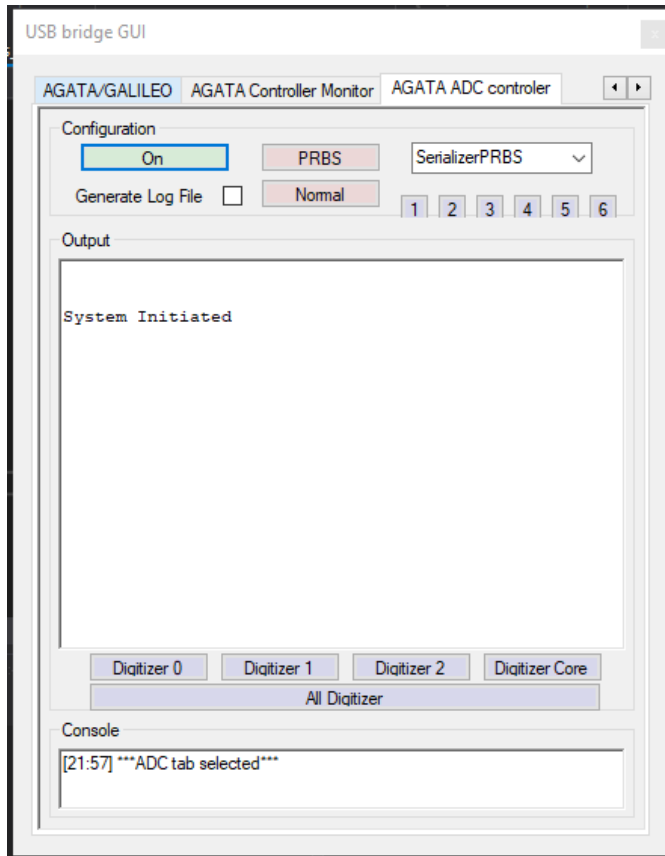 USB bridge GUI
AGATA/GALILEO AGATA Controller Monitor AGATA ADC controler
Configuration
On PRBS SerializerPRBS
Generate Log File Normal
1 2 3 4 5 6
Output
System Initiated
Digitizer 0 Digitizer 1 Digitizer 2 Digitizer Core
All Digitizer
Console
[21:57] ***ADC tab selected***